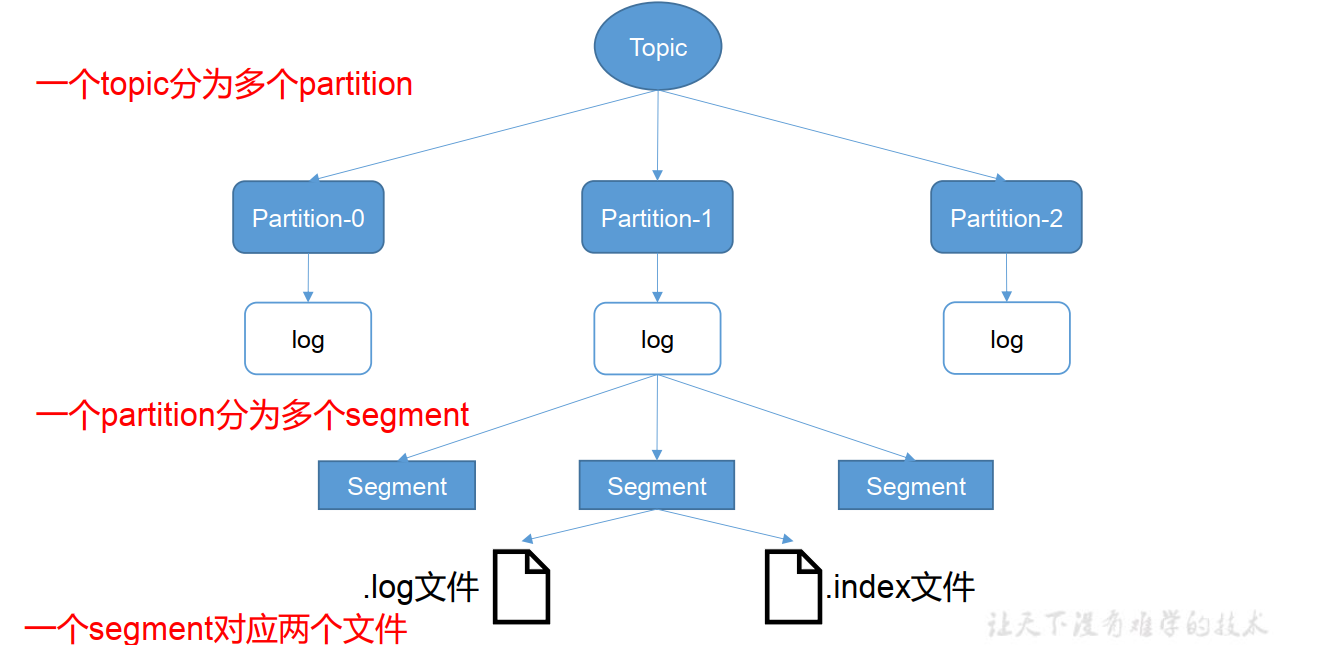 Topic
一个topic分为多个partition
Partition-0
Partition-1
Partition-2
log
log
log
一个partition分为多个segment
Segment
Segment
Segment
.log文件
.index文件
一个segment对应两个文件
让天下没有难学的技术